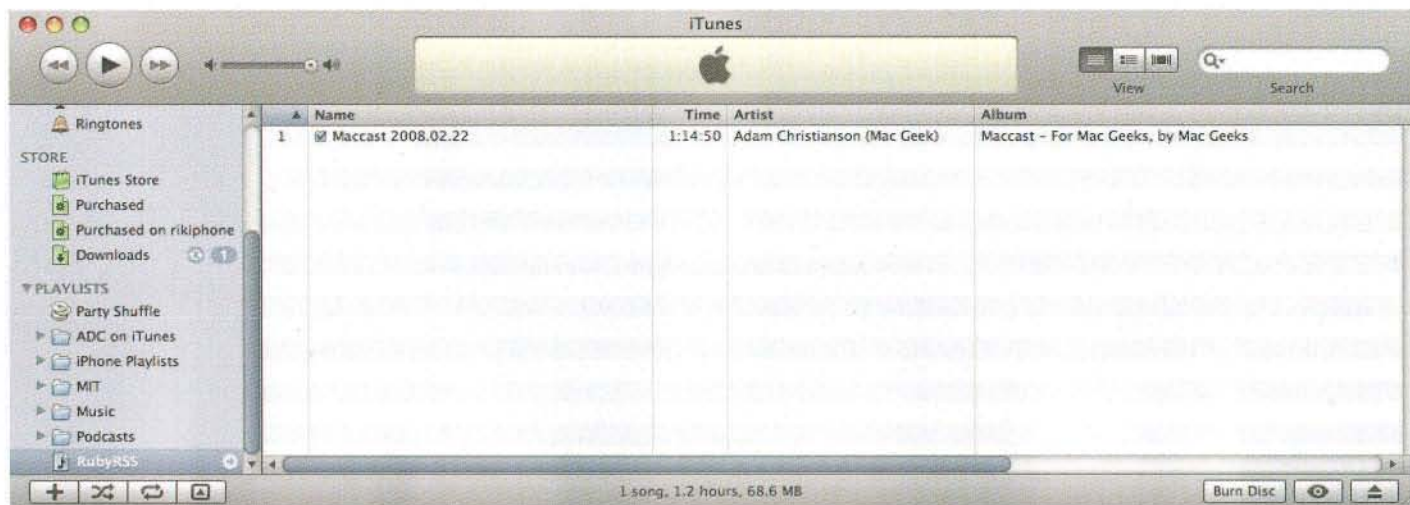 iTunes
View
Search
Ringtones
STORE
iTunes Store
Purchased
Purchased on rikiphone
Downloads 1
PLAYLISTS
Party Shuffle
ADC on iTunes
iPhone Playlists
MIT
Music
Podcasts
RubyRSS
Name Time Artist Album
1 Maccast 2008.02.22 1:14:50 Adam Christianson (Mac Geek) Maccast – For Mac Geeks, by Mac Geeks
1 song, 1.2 hours, 68.6 MB
Burn Disc